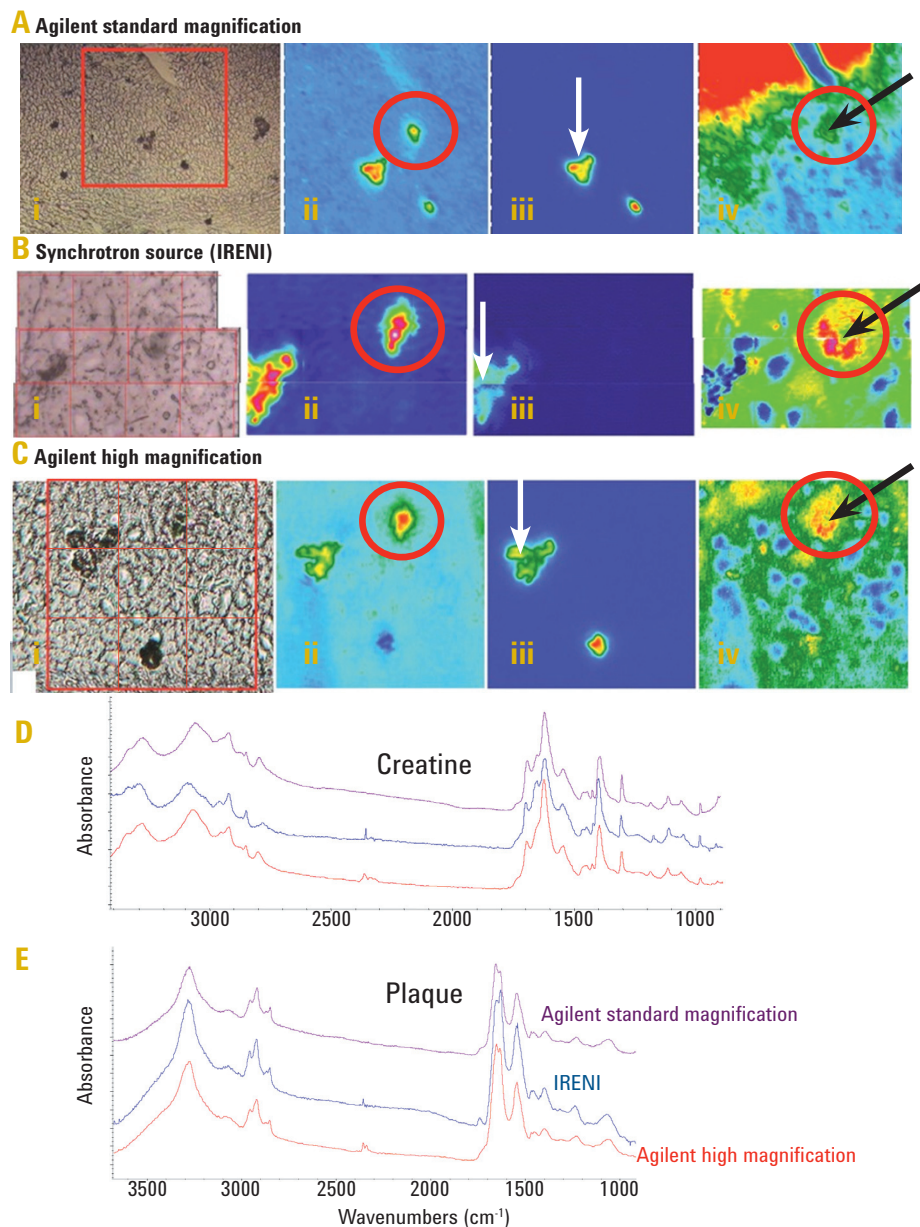 A Agilent standard magnification
i ii iii iv
B Synchrotron source (IRENI)
i ii iii iv
C Agilent high magnification
i ii iii iv
D
Creatine
Absorbance
3000 2500 2000 1500 1000
E
Plaque
Agilent standard magnification
IRENI
Agilent high magnification
Absorbance
3500 3000 2500 2000 1500 1000
Wavenumbers (cm⁻¹)